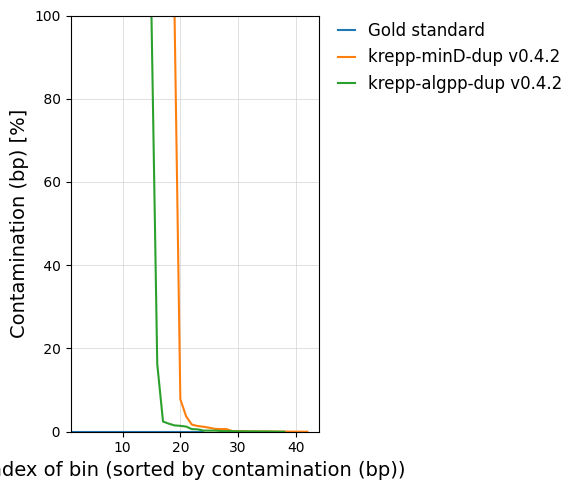 Gold standard
krepp-minD-dup v0.4.2
krepp-algpp-dup v0.4.2
Contamination (bp) [%]
100
80
60
40
20
0
10 20 30 40
of bin (sorted by contamination (bp))